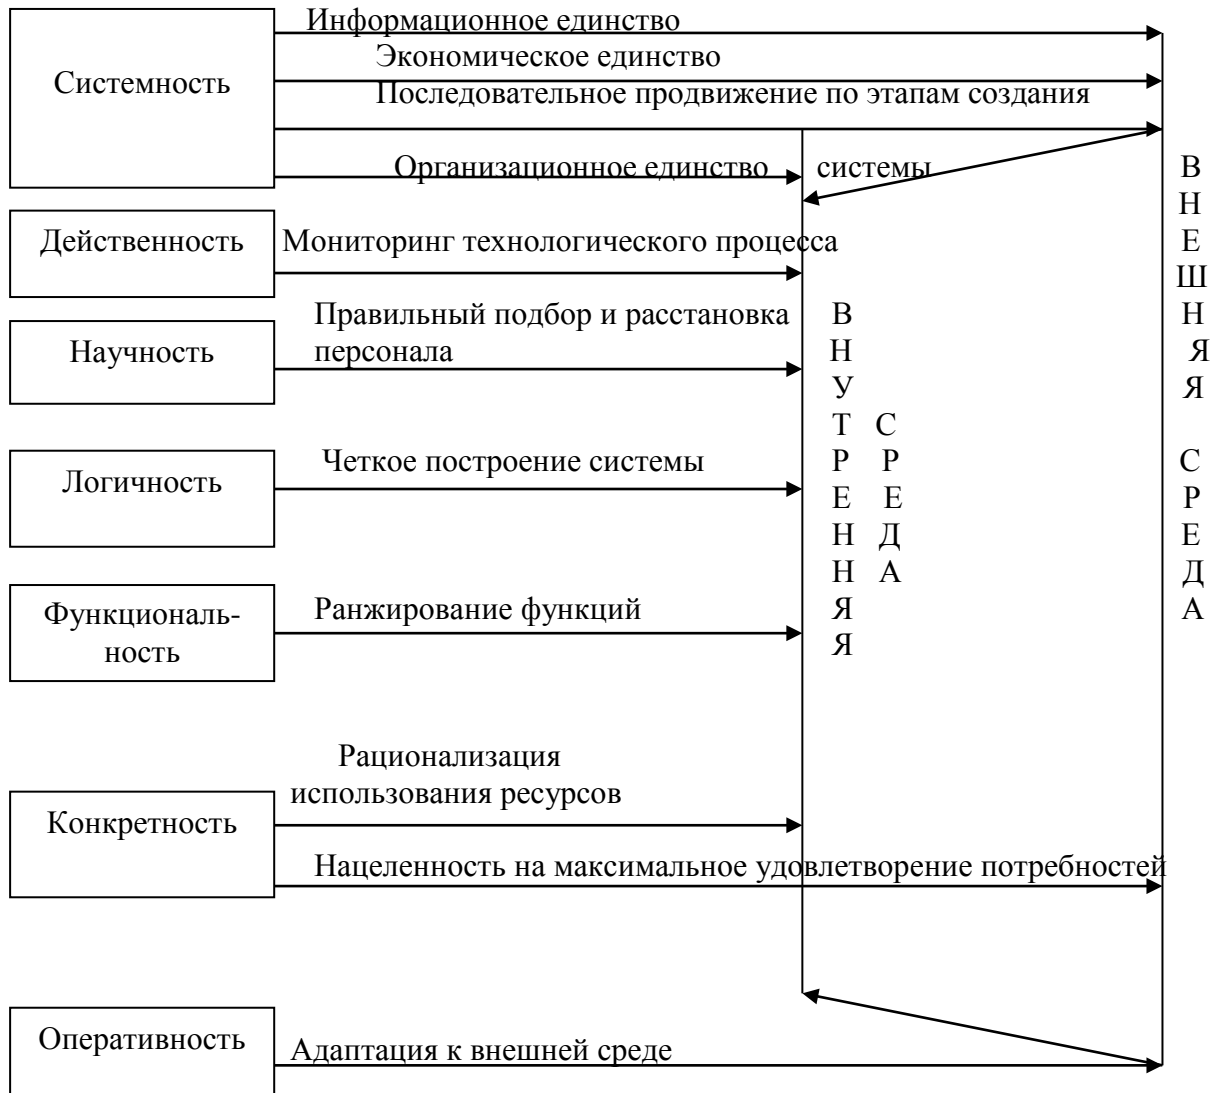 Информационное единство
Экономическое единство
Системность
Последовательное продвижение по этапам создания
Организационное единство системы
Действенность
Мониторинг технологического процесса
Правильный подбор и расстановка
персонала
Научность
Четкое построение системы
Логичность
Функциональ-
ность
Ранжирование функций
Рационализация
использования ресурсов
Конкретность
Нацеленность на максимальное удовлетворение потребностей
Оперативность
Адаптация к внешней среде
ВНУТРЕННЯЯ
СРЕДА
ВНЕШНЯЯ СРЕДА